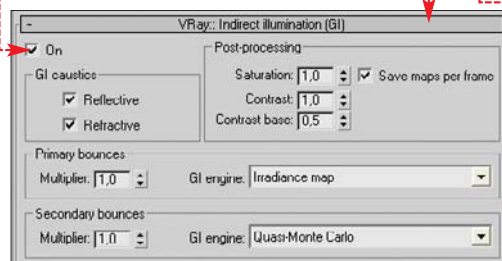 - VRay:: Indirect illumination (GI)
On
Post-processing
Saturation: 1,0 Save maps per frame
GI caustics
Contrast: 1,0
Reflective
Contrast base: 0,5
Refractive
Primary bounces
Multiplier: 1,0 GI engine: Irradiance map
Secondary bounces
Multiplier: 1,0 GI engine: Quasi-Monte Carlo